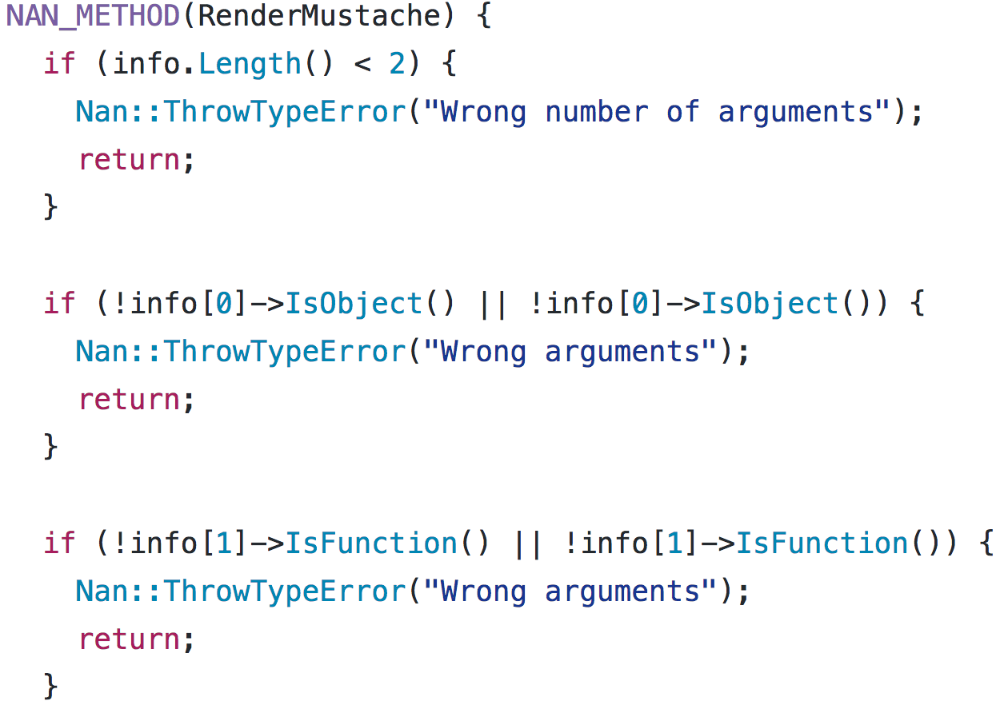 NAN_METHOD(RenderMustache) {
  if (info.Length() < 2) {
    Nan::ThrowTypeError("Wrong number of arguments");
    return;
  }

  if (!info[0]->IsObject() || !info[0]->IsObject()) {
    Nan::ThrowTypeError("Wrong arguments");
    return;
  }

  if (!info[1]->IsFunction() || !info[1]->IsFunction()) {
    Nan::ThrowTypeError("Wrong arguments");
    return;
  }